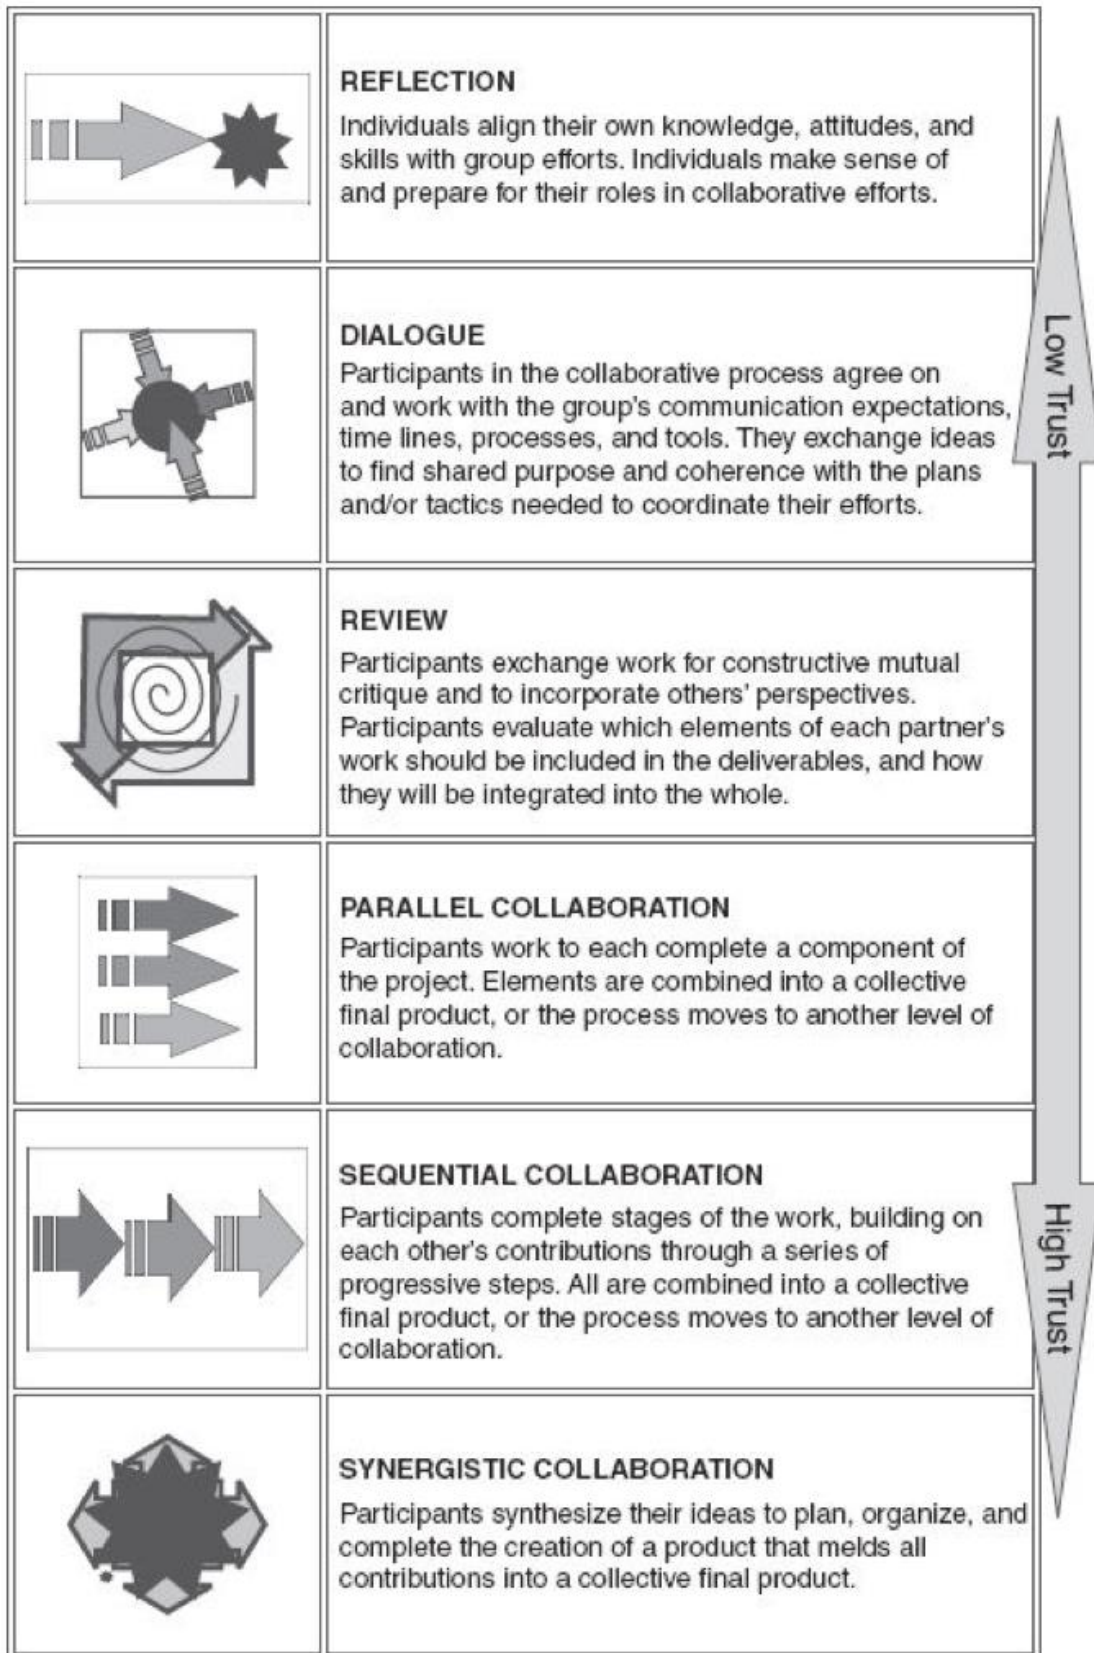 REFLECTION
Individuals align their own knowledge, attitudes, and
skills with group efforts. Individuals make sense of
and prepare for their roles in collaborative efforts.
DIALOGUE
Participants in the collaborative process agree on
and work with the group's communication expectations,
time lines, processes, and tools. They exchange ideas
to find shared purpose and coherence with the plans
and/or tactics needed to coordinate their efforts.
REVIEW
Participants exchange work for constructive mutual
critique and to incorporate others' perspectives.
Participants evaluate which elements of each partner's
work should be included in the deliverables, and how
they will be integrated into the whole.
PARALLEL COLLABORATION
Participants work to each complete a component of
the project. Elements are combined into a collective
final product, or the process moves to another level of
collaboration.
SEQUENTIAL COLLABORATION
Participants complete stages of the work, building on
each other's contributions through a series of
progressive steps. All are combined into a collective
final product, or the process moves to another level of
collaboration.
SYNERGISTIC COLLABORATION
Participants synthesize their ideas to plan, organize, and
complete the creation of a product that melds all
contributions into a collective final product.
Low Trust
High Trust